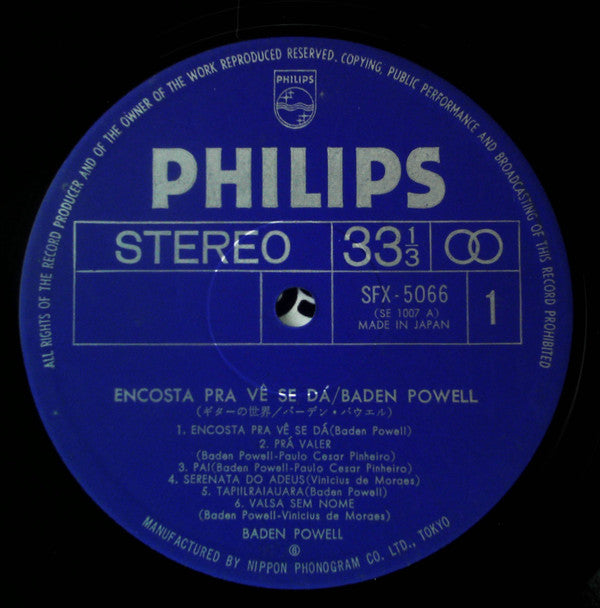 ALL RIGHTS OF THE RECORD PRODUCER AND OF THE OWNER OF THE WORK REPRODUCED RESERVED. COPYING, PUBLIC PERFORMANCE AND BROADCASTING OF THIS RECORD PROHIBITED
PHILIPS
PHILIPS
STEREO
33 1/3
SFX-5066
(SE 1007 A)
MADE IN JAPAN
1
ENCOSTA PRA VÊ SE DÁ/BADEN POWELL
(ギターの世界/バーデン・パウエル)
1. ENCOSTA PRA VÊ SE DÁ(Baden Powell)
2. PRÁ VALER
(Baden Powell-Paulo Cesar Pinheiro)
3. PAI(Baden Powell-Paulo Cesar Pinheiro)
4. SERENATA DO ADEUS(Vinicius de Moraes)
5. TAPIILRAIAUARA(Baden Powell)
6. VALSA SEM NOME
(Baden Powell-Vinicius de Moraes)
BADEN POWELL
MANUFACTURED BY NIPPON PHONOGRAM CO. LTD., TOKYO